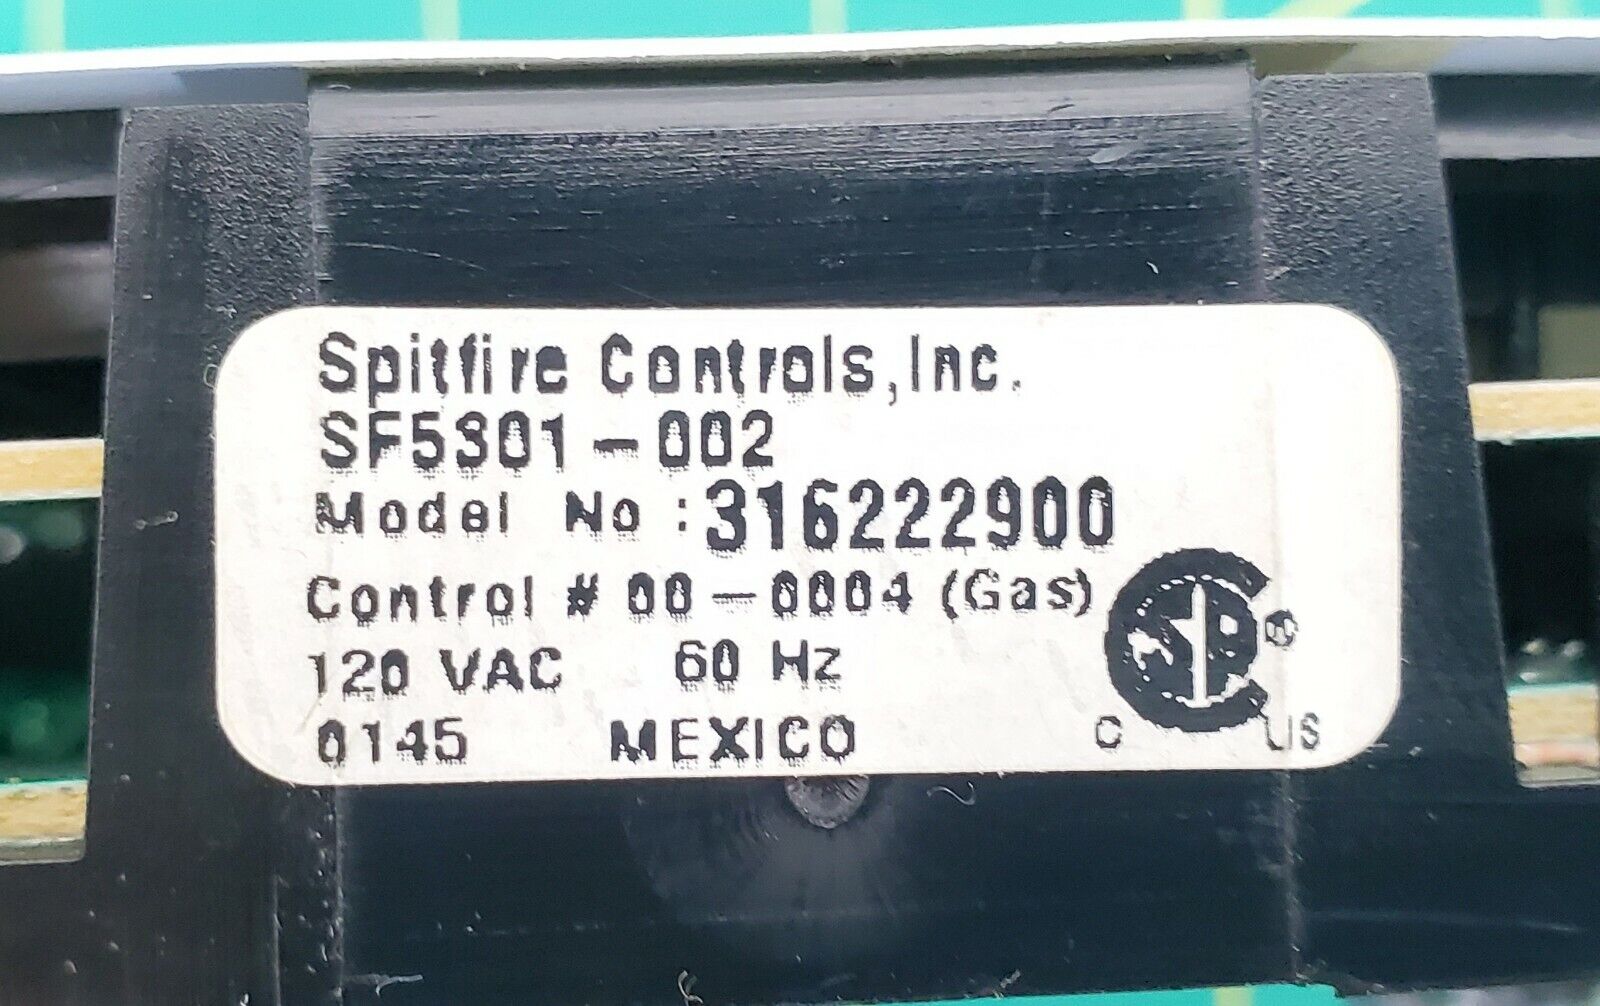 Spitfire Controls, Inc.
SF5301-002
Model No: 316222900
Control # 00-0004 (Gas)
120 VAC 60 Hz
0145 MEXICO
C US